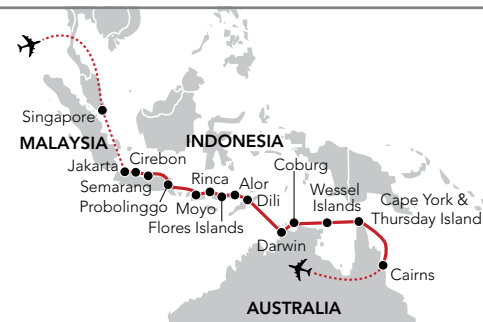 Singapore
MALAYSIA
INDONESIA
Jakarta
Cirebon
Semarang
Probolinggo
Rinca
Moyo
Flores Islands
Alor
Dili
Coburg
Darwin
Wessel
Islands
Cape York &
Thursday Island
Cairns
AUSTRALIA